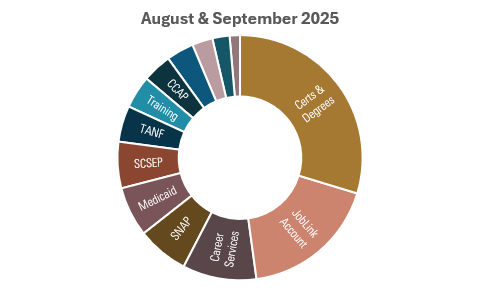 August & September 2025
Certs &
Degrees
JobLink
Account
Career
Services
SNAP
Medicaid
SCSEP
TANF
Training
CCAP